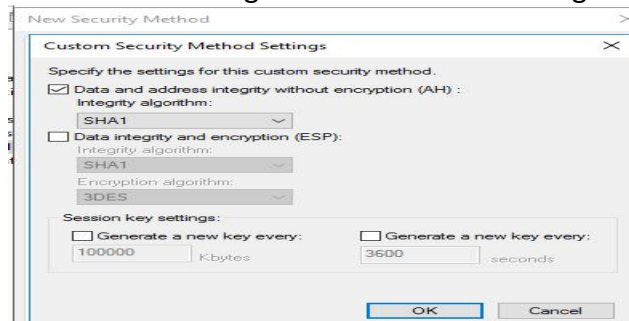 New Security Method
Custom Security Method Settings
Specify the settings for this custom security method.
Data and address integrity without encryption (AH) :
Integrity algorithm:
SHA1
Data integrity and encryption (ESP):
Integrity algorithm:
SHA1
Encryption algorithm:
3DES
Session key settings:
Generate a new key every: Generate a new key every:
100000 Kbytes 3600 seconds
OK Cancel